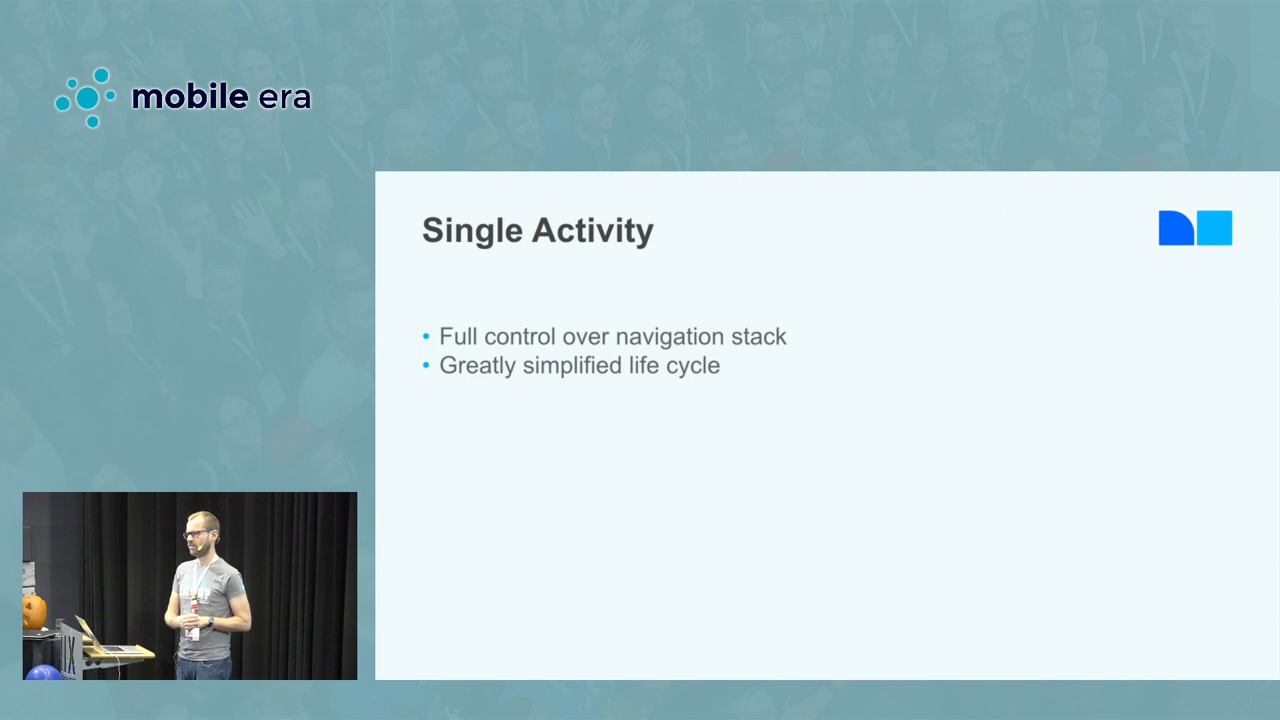 mobile era
Single Activity
• Full control over navigation stack
• Greatly simplified life cycle